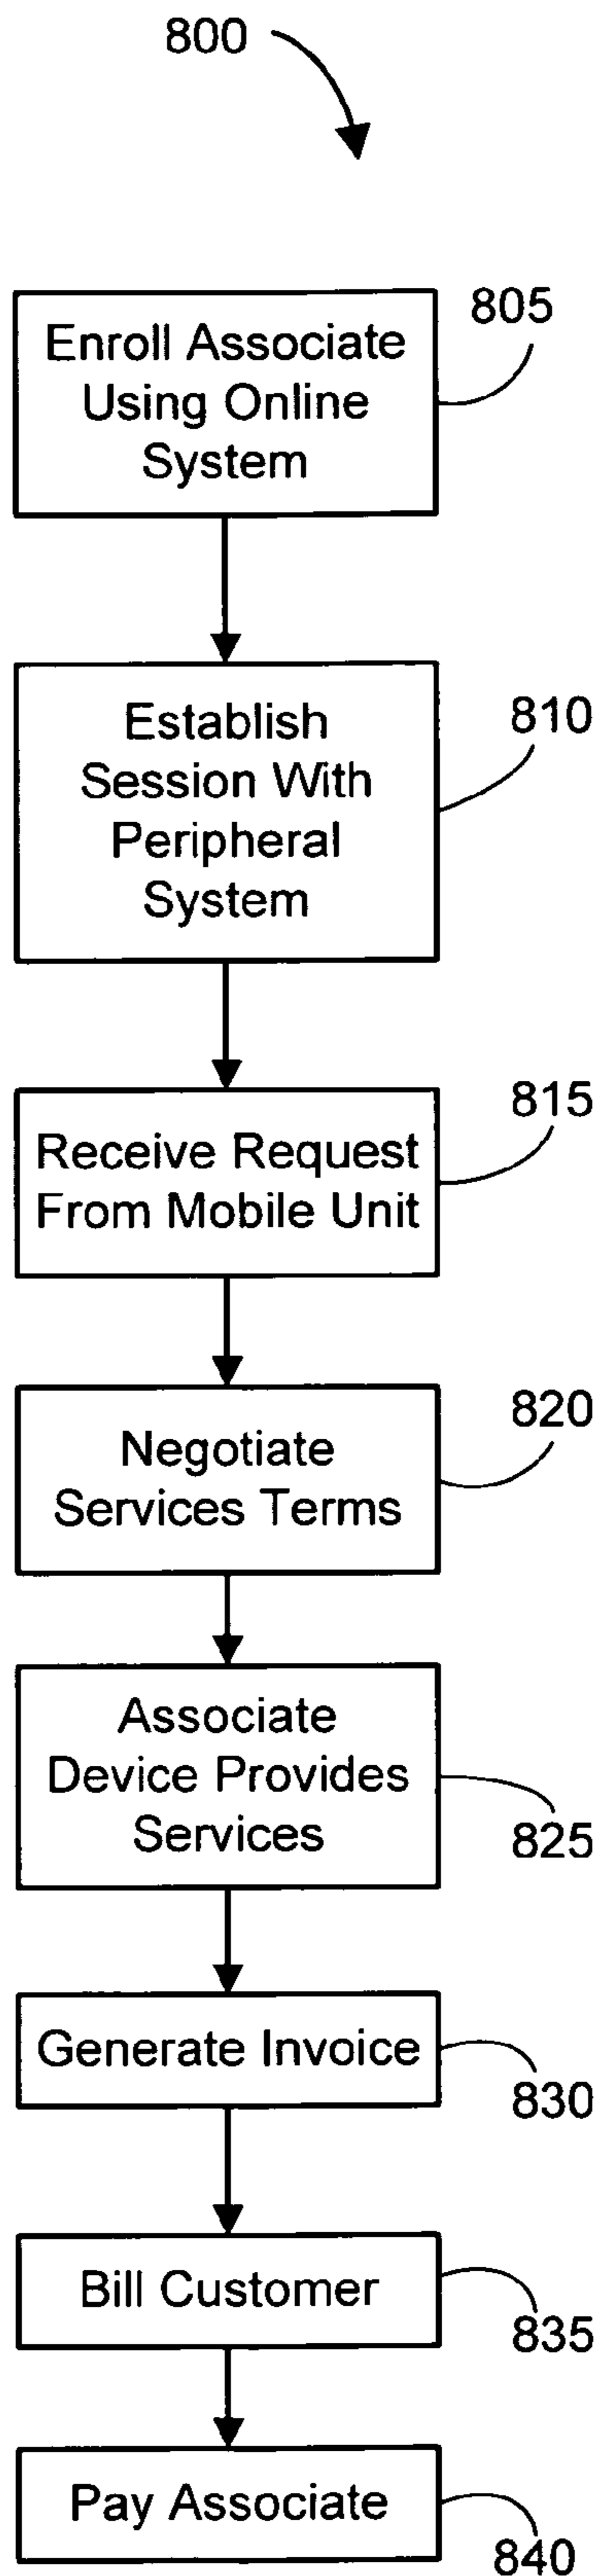 800
805
Enroll Associate
Using Online
System
810
Establish
Session With
Peripheral
System
815
Receive Request
From Mobile Unit
820
Negotiate
Services Terms
Associate
Device Provides
Services
825
Generate Invoice
830
Bill Customer
835
Pay Associate
840